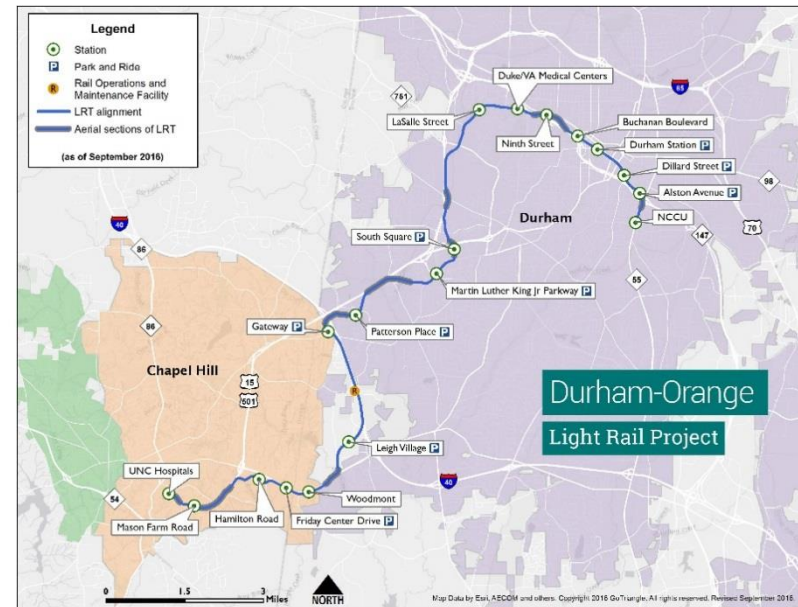 Legend
Station
P
Park and Ride
R
Rail Operations and
Maintenance Facility
LRT alignment
Aerial sections of LRT
(as of September 2016)
751
85
Duke/VA Medical Centers
LaSalle Street
Buchanan Boulevard
Ninth Street
Durham Station P
Dillard Street P
98
Alston Avenue P
Durham
NCCU
147
70
40
86
South Square P
55
Martin Luther King Jr Parkway P
Gateway P
Patterson Place P
86
Chapel Hill
15
501
R
Durham-Orange
Light Rail Project
Leigh Village P
40
UNC Hospitals
54
Woodmont
Mason Farm Road
Hamilton Road
Friday Center Drive P
0 1.5 3
Miles
NORTH
Map Data by Esri, AECOM and others. Copyright 2016 GoTriangle. All rights reserved. Revised September 2016.